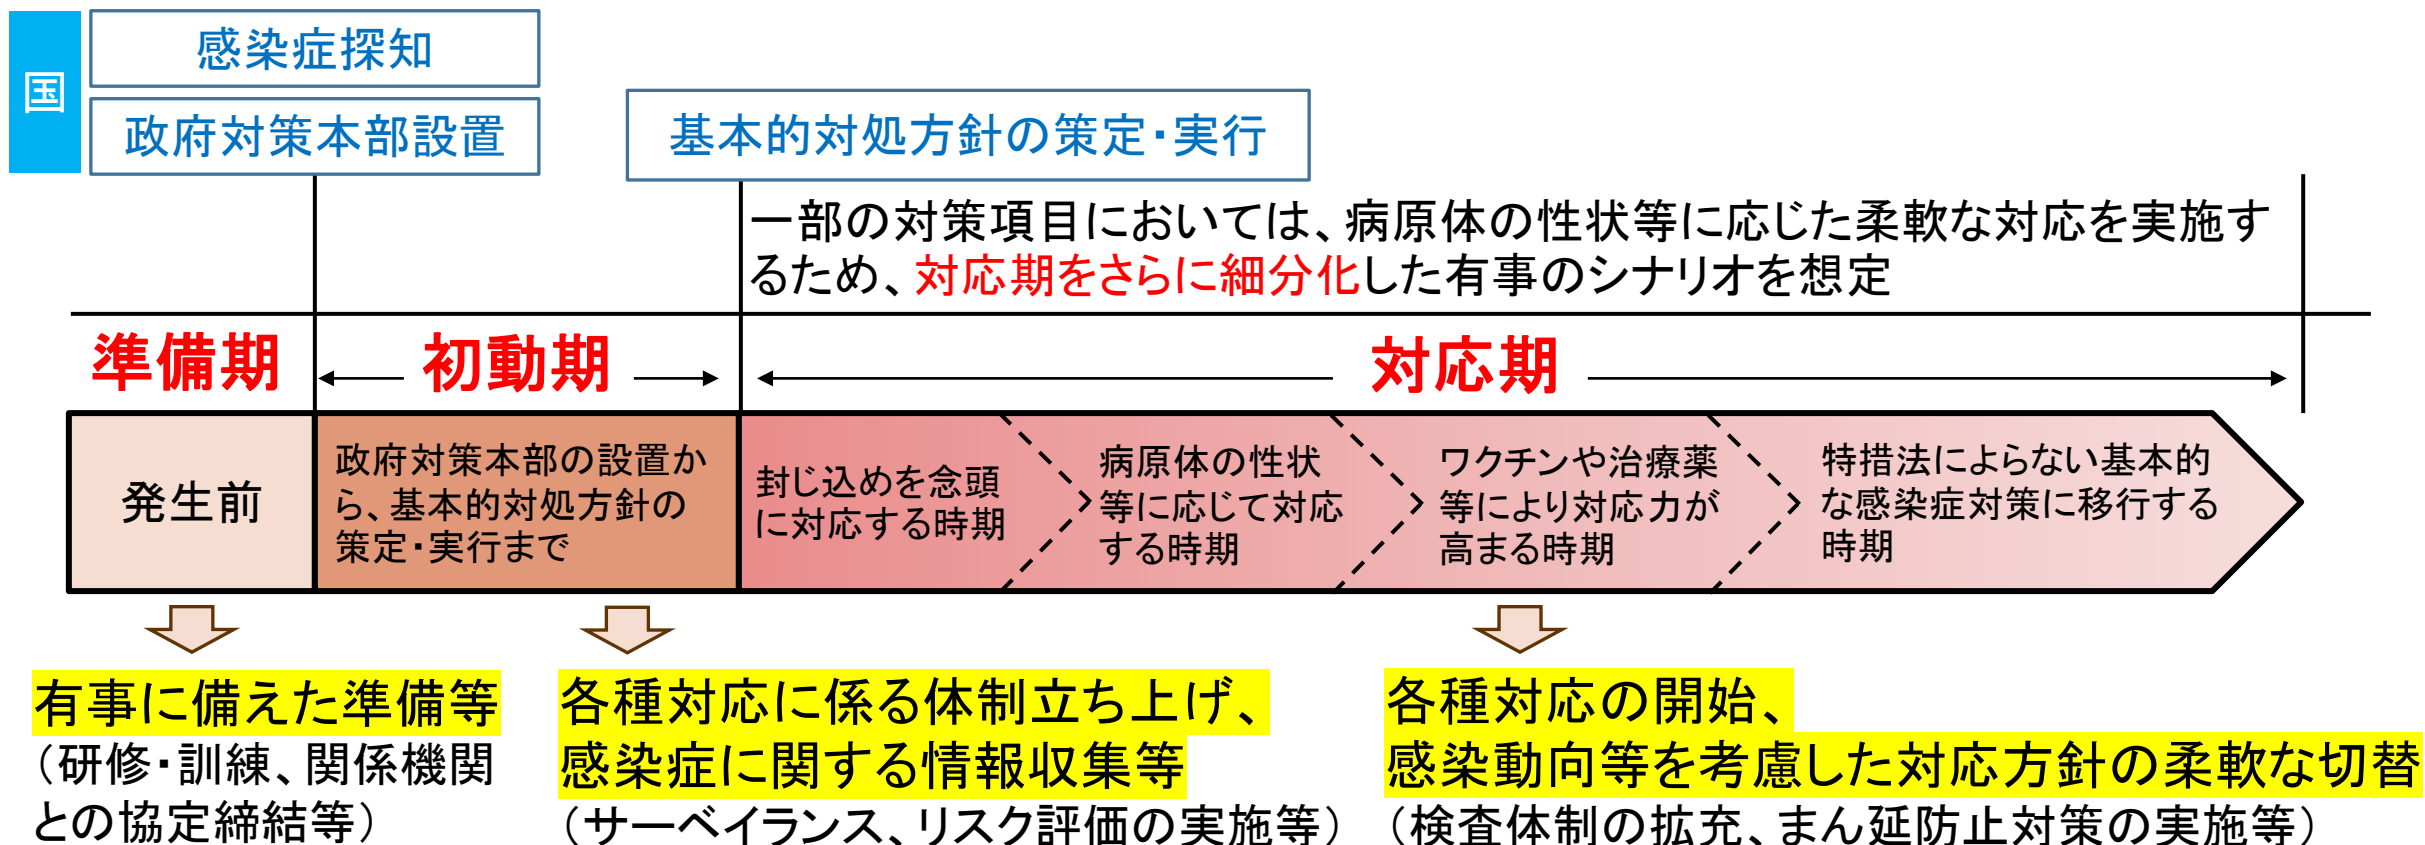 国
感染症探知
政府対策本部設置
基本的対処方針の策定・実行
一部の対策項目においては、病原体の性状等に応じた柔軟な対応を実施す
るため、対応期をさらに細分化した有事のシナリオを想定
準備期
初動期
対応期
発生前
政府対策本部の設置か
ら、基本的対処方針の
策定・実行まで
封じ込めを念頭
に対応する時期
病原体の性状
等に応じて対応
する時期
ワクチンや治療薬
等により対応力が
高まる時期
特措法によらない基本的
な感染症対策に移行する
時期
有事に備えた準備等
（研修・訓練、関係機関
との協定締結等）
各種対応に係る体制立ち上げ、
感染症に関する情報収集等
（サーベイランス、リスク評価の実施等）
各種対応の開始、
感染動向等を考慮した対応方針の柔軟な切替
（検査体制の拡充、まん延防止対策の実施等）